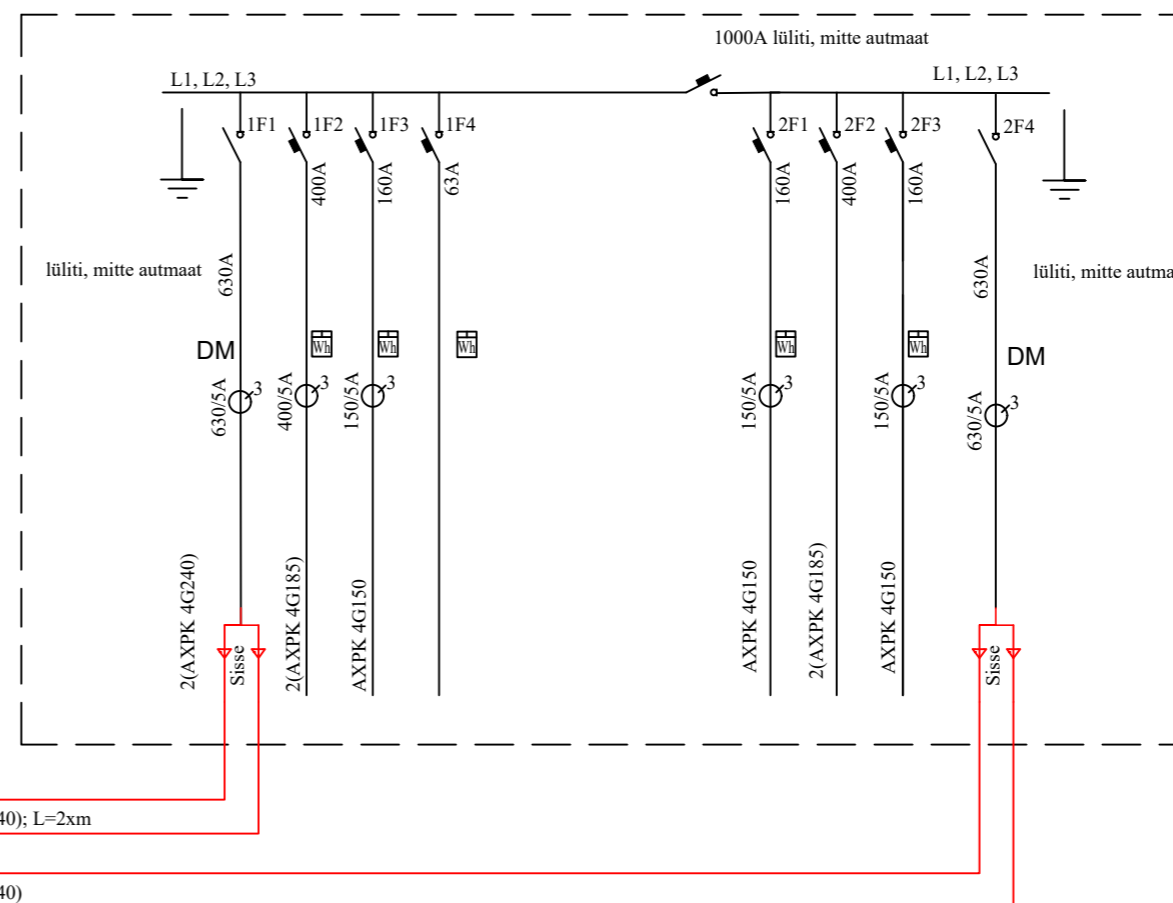 1000A lüliti, mitte autmaat
L1, L2, L3
L1, L2, L3
1F1
1F2
1F3
1F4
2F1
2F2
2F3
2F4
400A
160A
63A
160A
400A
160A
lüliti, mitte autmaat
630A
630A
lüliti, mitte autma
DM
Wh
Wh
Wh
Wh
Wh
DM
630/5A
3
400/5A
3
150/5A
3
150/5A
3
150/5A
3
630/5A
3
2(AXPK 4G240)
Sisse
2(AXPK 4G185)
AXPK 4G150
AXPK 4G150
2(AXPK 4G185)
AXPK 4G150
Sisse
40); L=2xm
40)